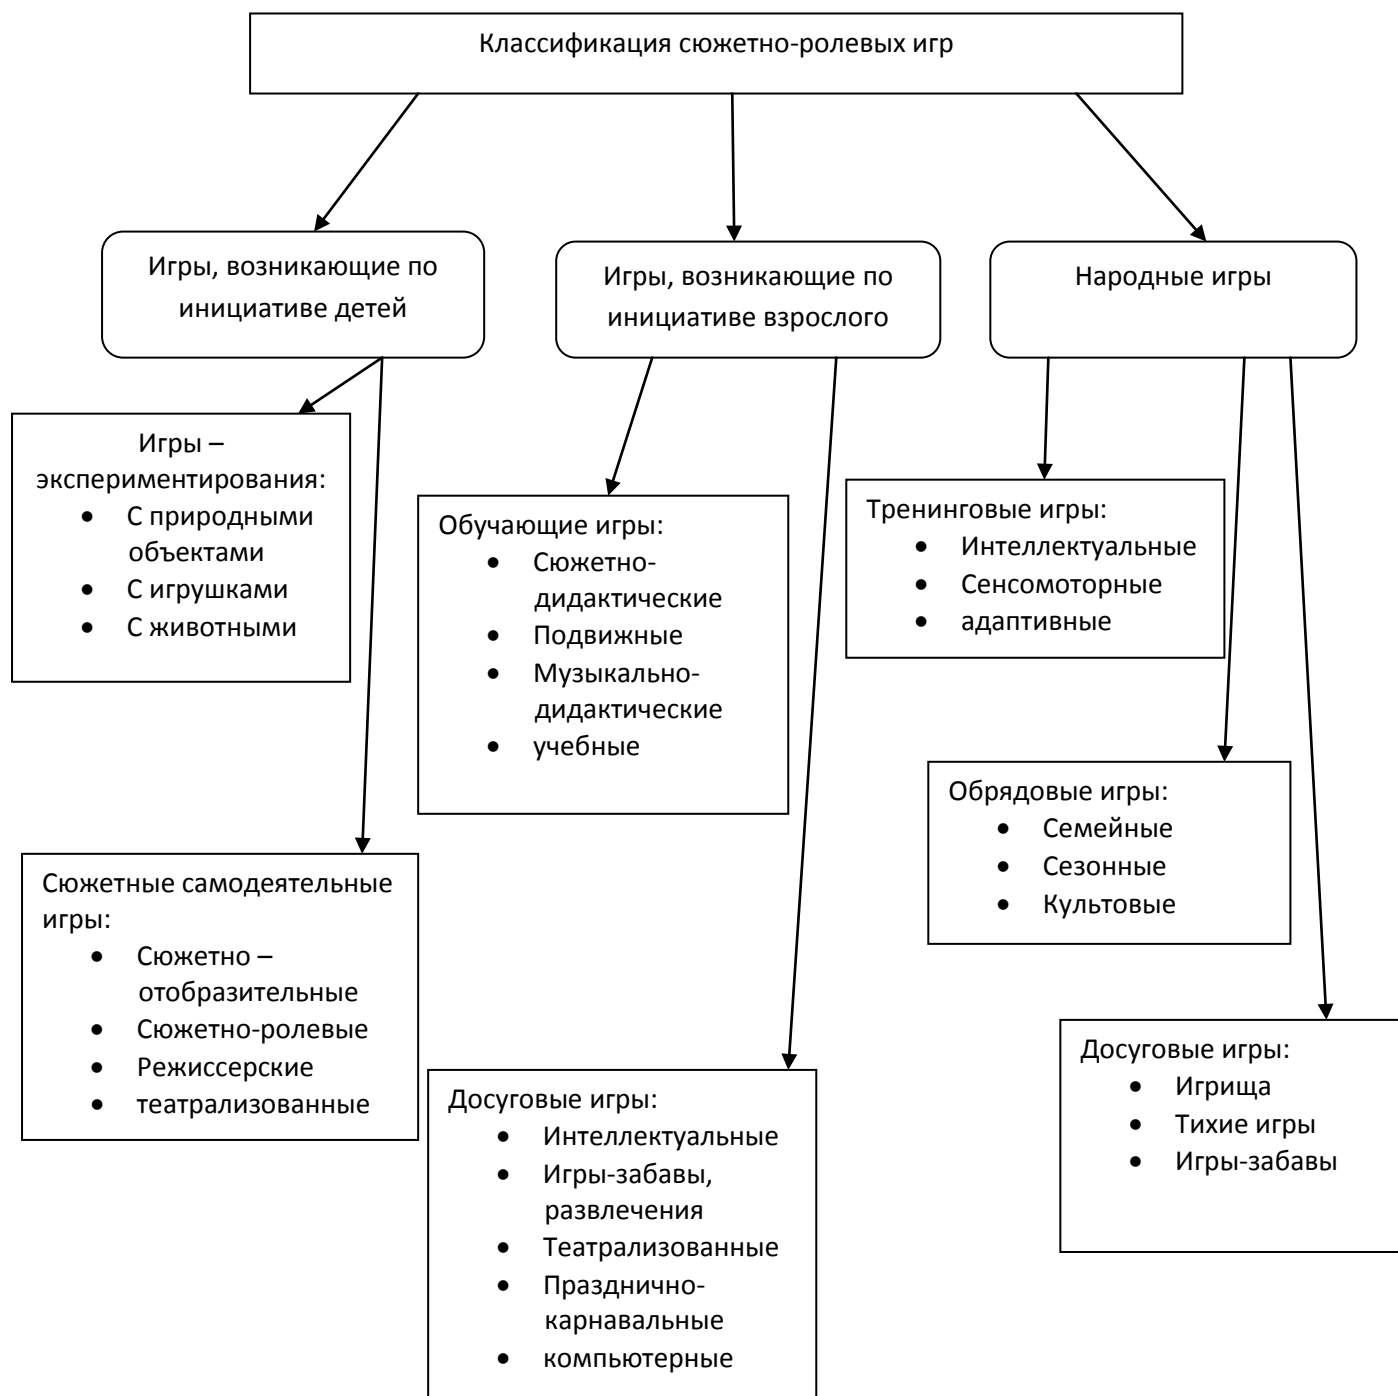 Классификация сюжетно-ролевых игр
Игры, возникающие по
инициативе детей
Игры, возникающие по
инициативе взрослого
Народные игры
Игры –
экспериментирования:
• С природными
объектами
• С игрушками
• С животными
Обучающие игры:
• Сюжетно-
дидактические
• Подвижные
• Музыкально-
дидактические
• учебные
Тренинговые игры:
• Интеллектуальные
• Сенсомоторные
• адаптивные
Обрядовые игры:
• Семейные
• Сезонные
• Культовые
Сюжетные самодеятельные
игры:
• Сюжетно –
отобразительные
• Сюжетно-ролевые
• Режиссерские
• театрализованные
Досуговые игры:
• Интеллектуальные
• Игры-забавы,
развлечения
• Театрализованные
• Празднично-
карнавальные
• компьютерные
Досуговые игры:
• Игрища
• Тихие игры
• Игры-забавы